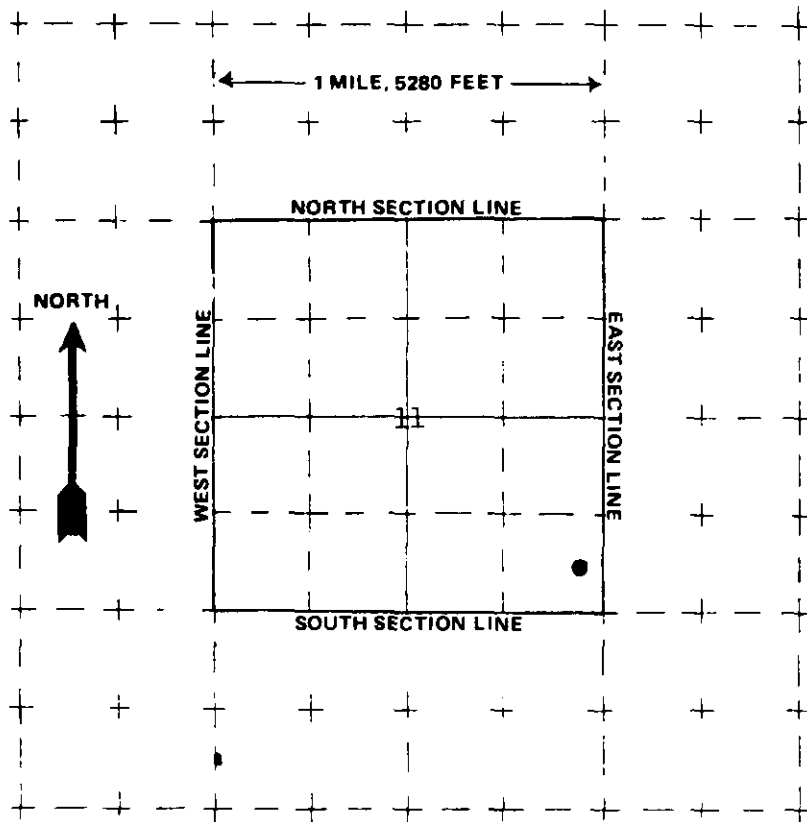 1 MILE, 5280 FEET
NORTH SECTION LINE
NORTH
WEST SECTION LINE
EAST SECTION LINE
11
SOUTH SECTION LINE